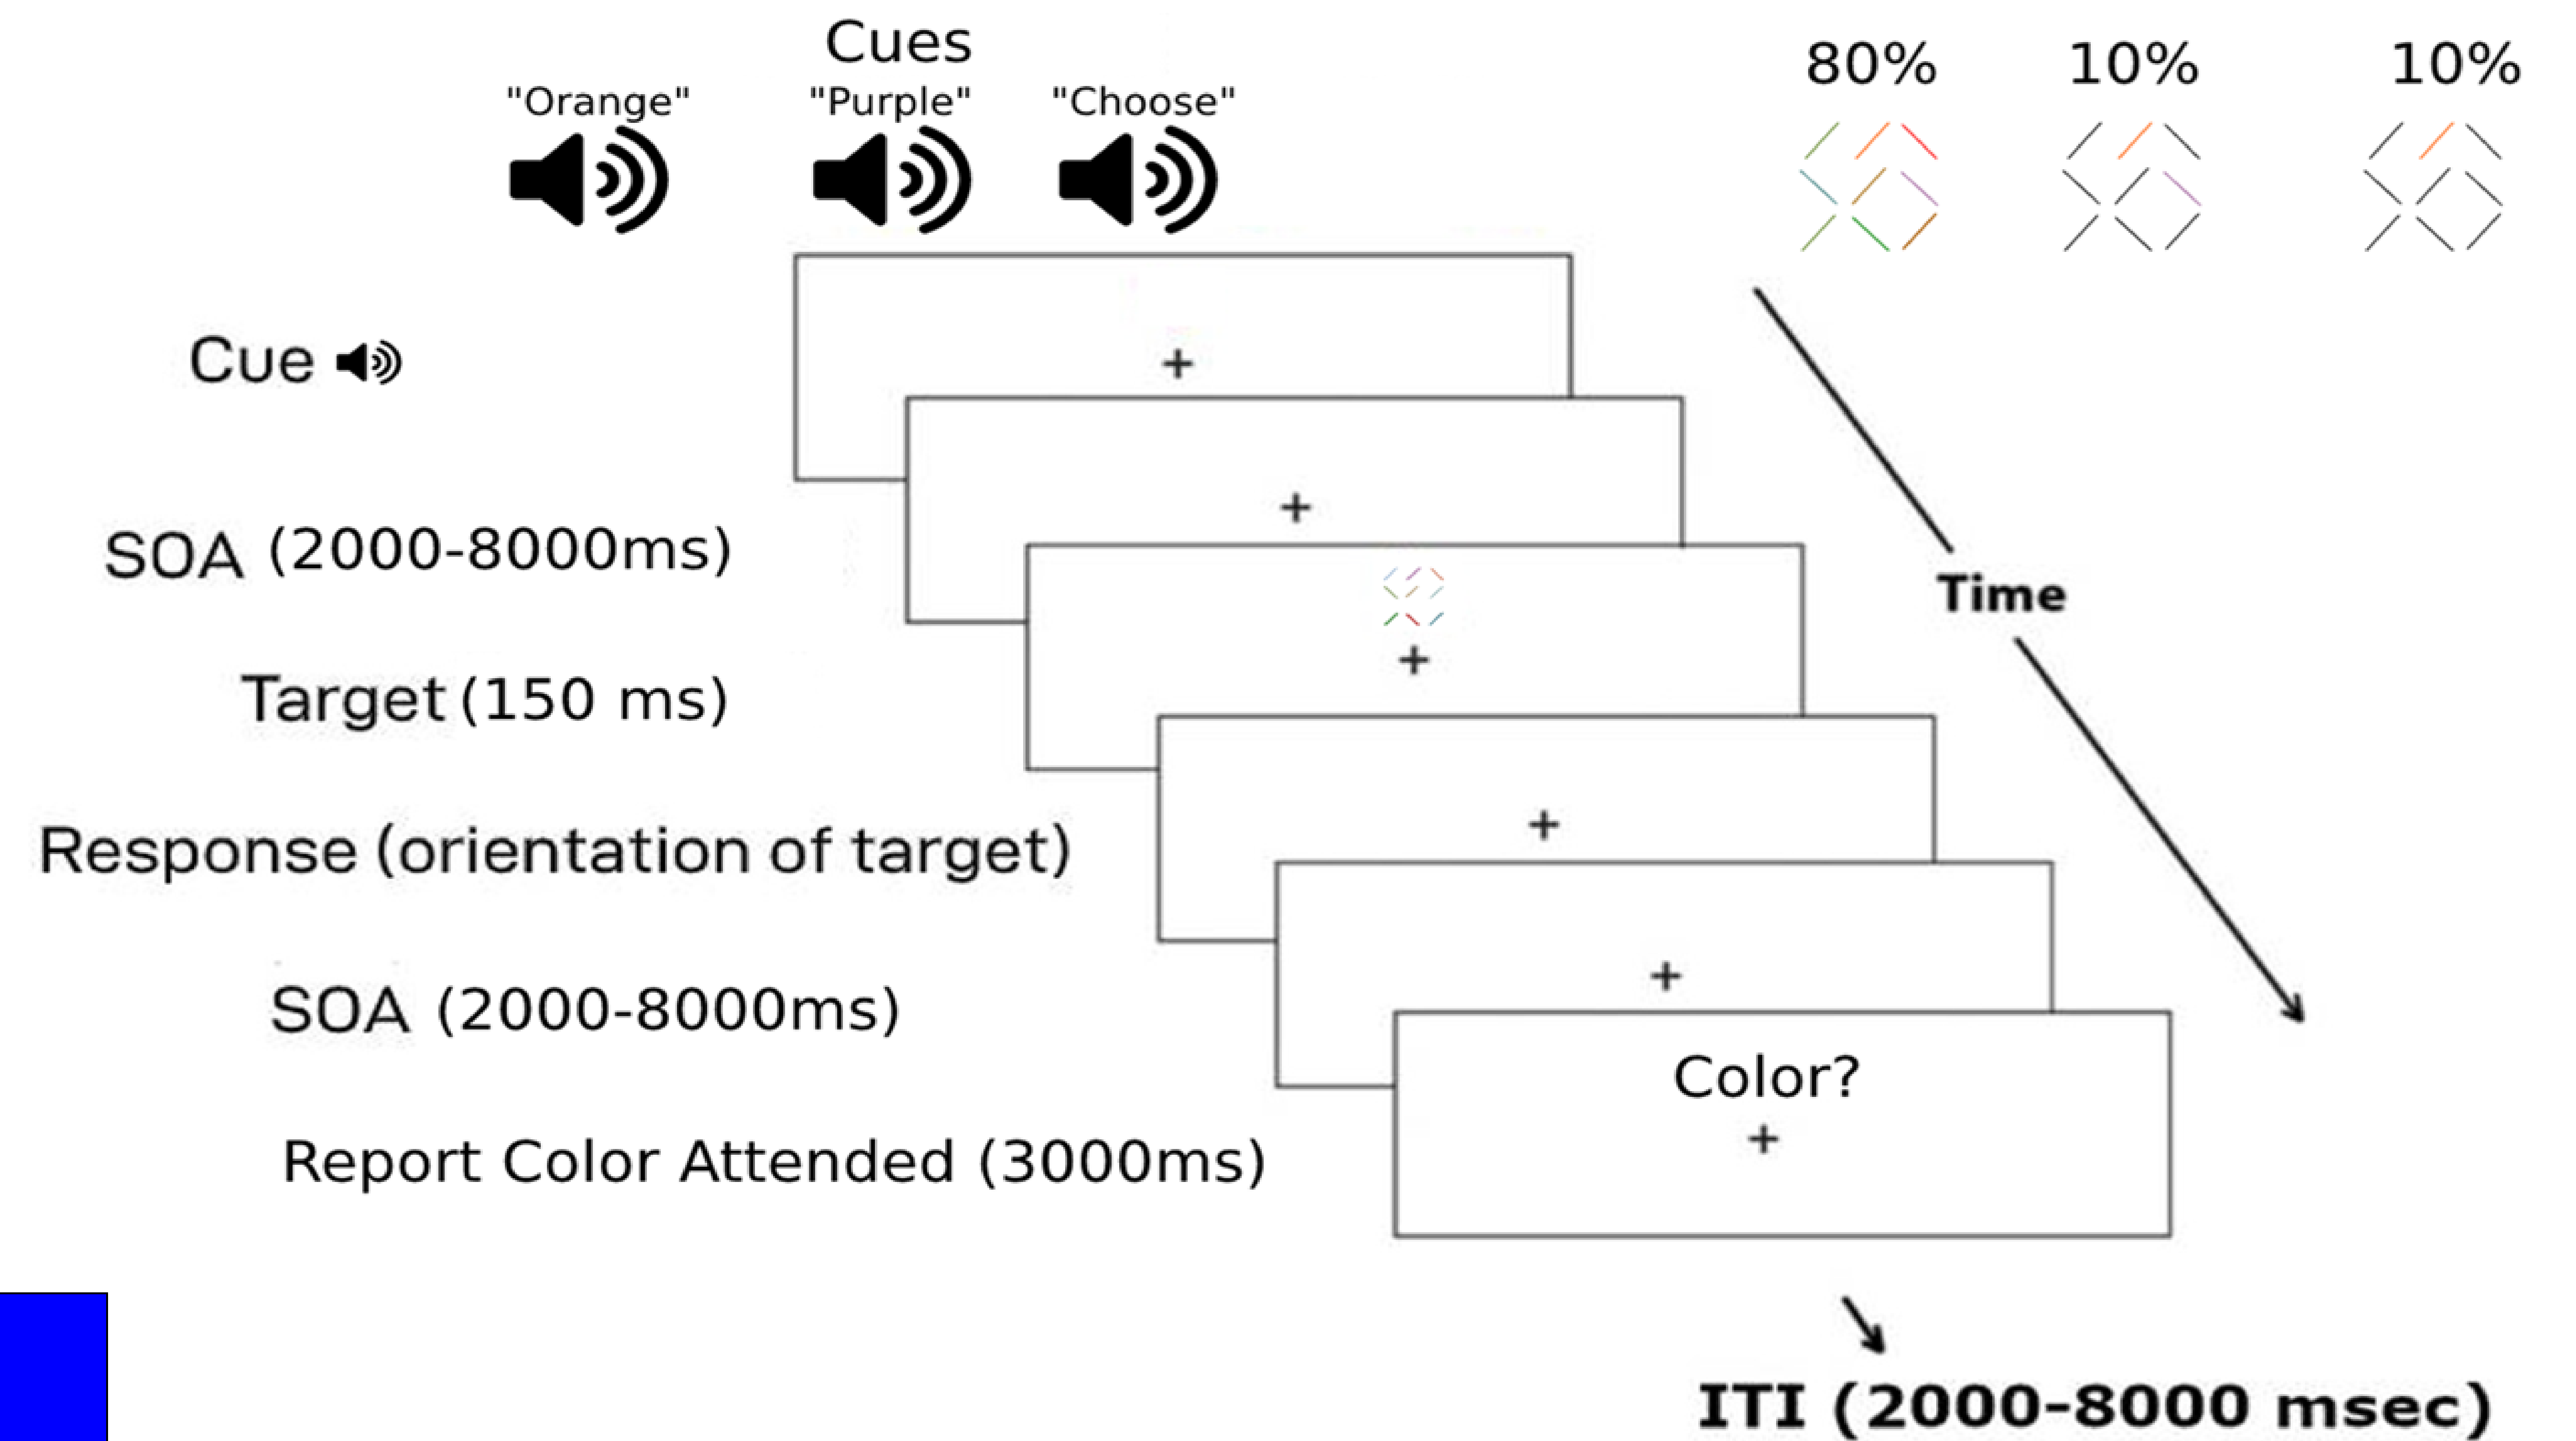 Cues
"Orange" "Purple" "Choose"
80% 10% 10%
Cue
SOA (2000-8000ms)
Time
Target (150 ms)
Response (orientation of target)
SOA (2000-8000ms)
Color?
Report Color Attended (3000ms)
ITI (2000-8000 msec)